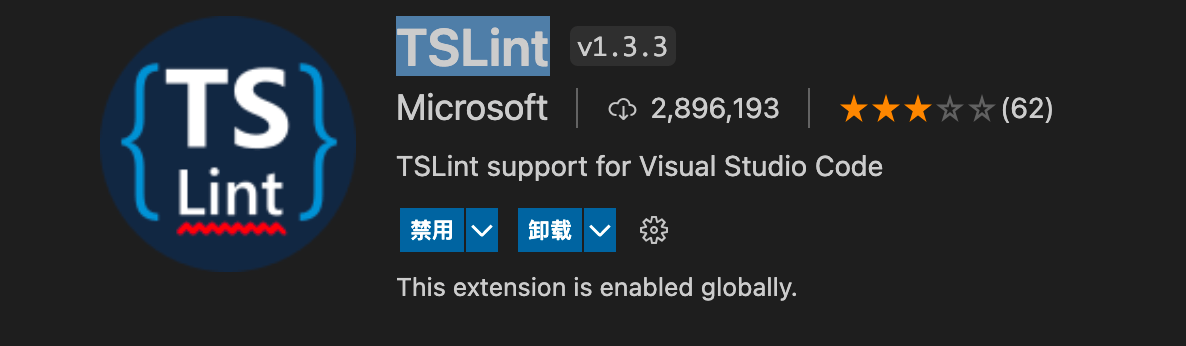 {TS}
Lint
TSLint v1.3.3
Microsoft 2,896,193 (62)
TSLint support for Visual Studio Code
禁用 卸载
This extension is enabled globally.